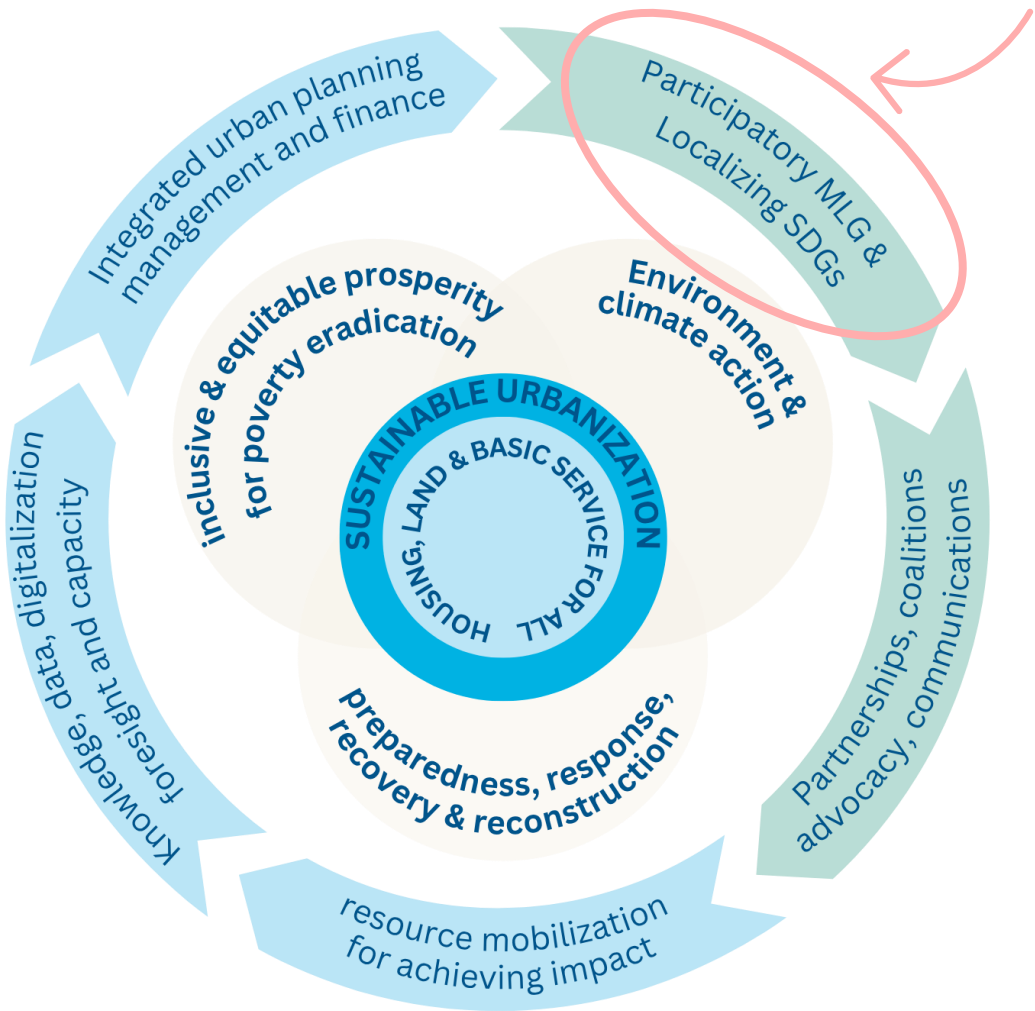 Integrated urban planning
management and finance
Participatory MLG &
Localizing SDGs
Partnerships, coalitions
advocacy, communications
resource mobilization
for achieving impact
Knowledge, data, digitalization
foresight and capacity
inclusive & equitable prosperity
for poverty eradication
Environment &
climate action
preparedness, response,
recovery & reconstruction
SUSTAINABLE URBANIZATION
HOUSING, LAND & BASIC SERVICE FOR ALL